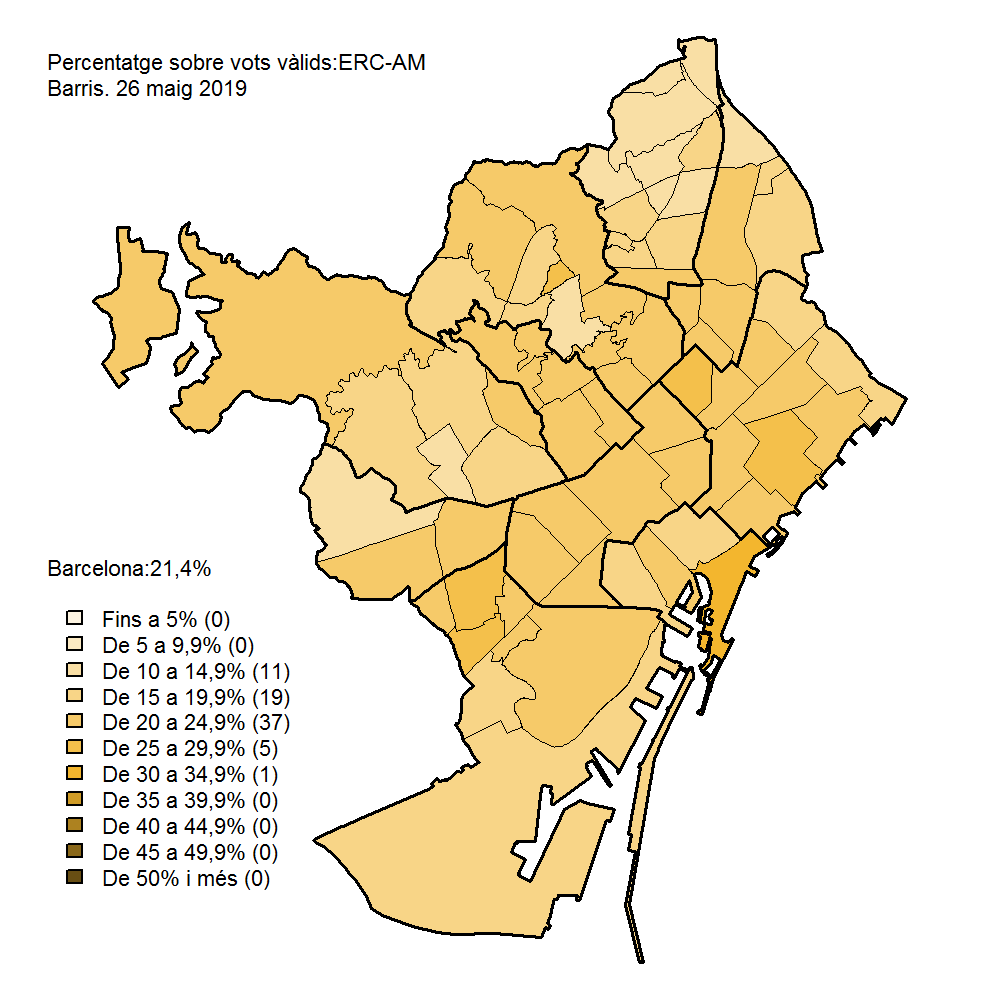 Percentatge sobre vots vàlids:ERC-AM
Barris. 26 maig 2019
Barcelona:21,4%
Fins a 5% (0)
De 5 a 9,9% (0)
De 10 a 14,9% (11)
De 15 a 19,9% (19)
De 20 a 24,9% (37)
De 25 a 29,9% (5)
De 30 a 34,9% (1)
De 35 a 39,9% (0)
De 40 a 44,9% (0)
De 45 a 49,9% (0)
De 50% i més (0)